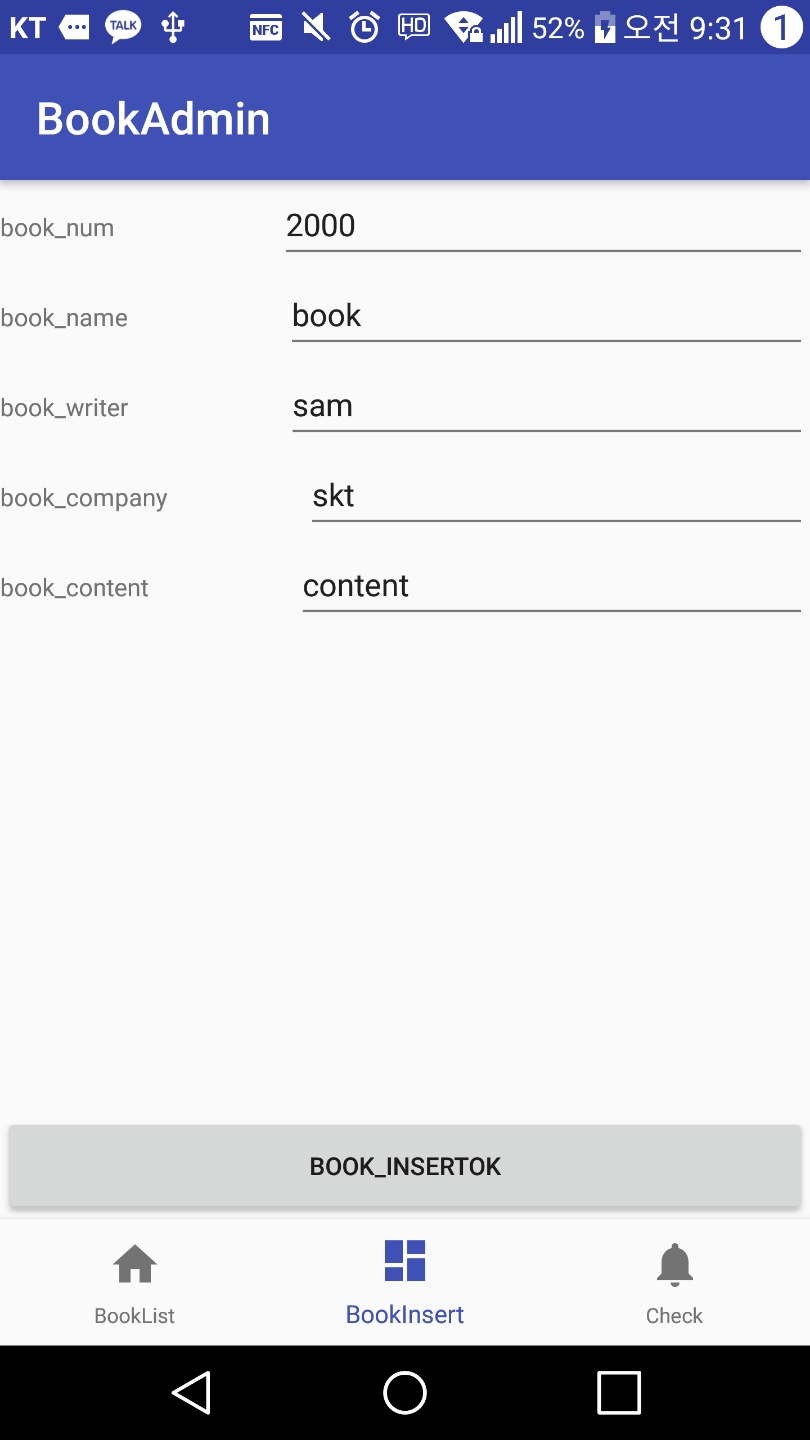 KT TALK NFC HD 52% 오전 9:31 1
BookAdmin
book_num 2000
book_name book
book_writer sam
book_company skt
book_content content
BOOK_INSERTOK
BookList BookInsert Check